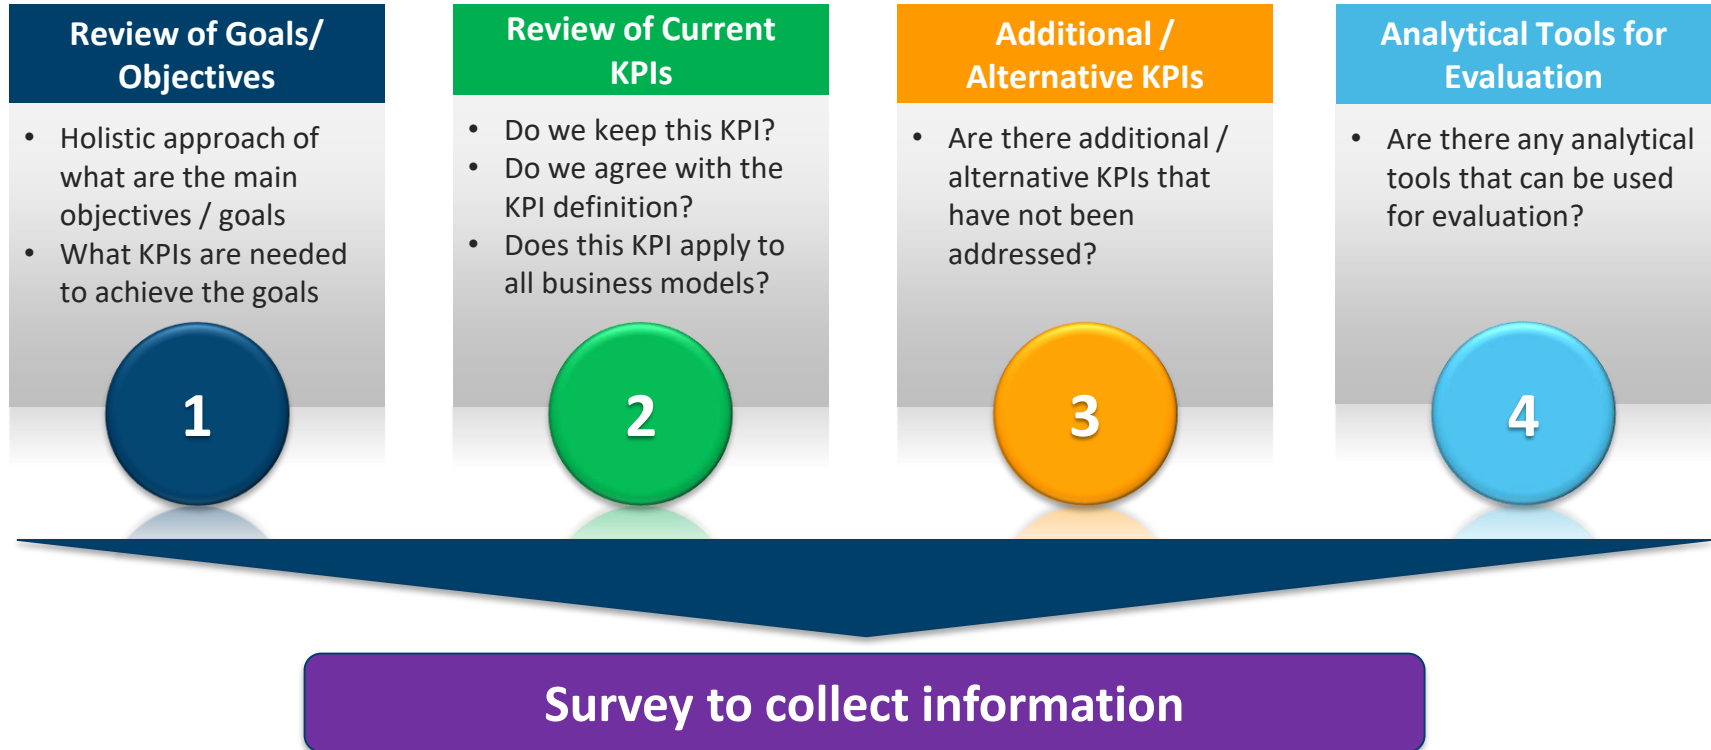 Review of Goals/
Objectives
• Holistic approach of
what are the main
objectives / goals
• What KPIs are needed
to achieve the goals
1
Review of Current
KPIs
• Do we keep this KPI?
• Do we agree with the
KPI definition?
• Does this KPI apply to
all business models?
2
Additional /
Alternative KPIs
• Are there additional /
alternative KPIs that
have not been
addressed?
3
Analytical Tools for
Evaluation
• Are there any analytical
tools that can be used
for evaluation?
4
Survey to collect information